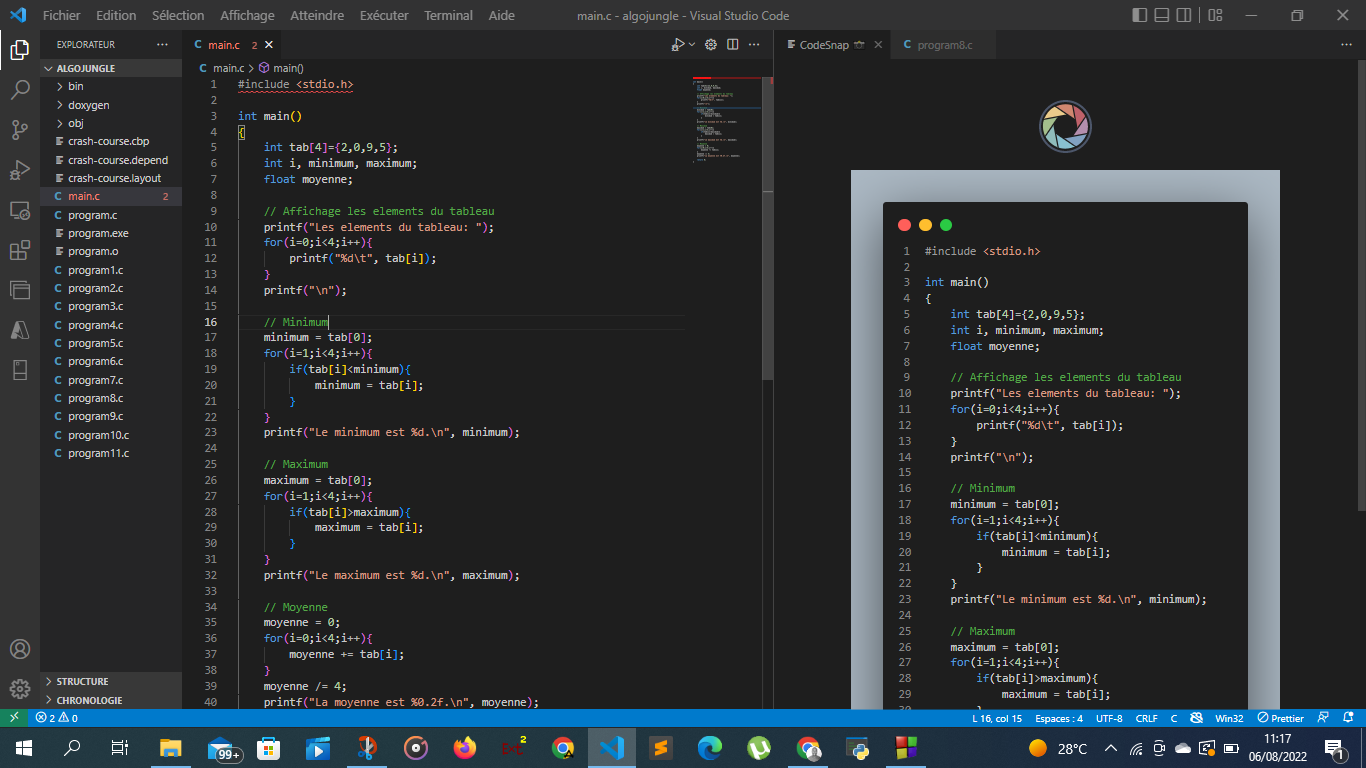 Fichier Edition Sélection Affichage Atteindre Exécuter Terminal Aide main.c - algojungle - Visual Studio Code
EXPLORATEUR
ALGOJUNGLE
bin
doxygen
obj
crash-course.cbp
crash-course.depend
crash-course.layout
main.c 2
program.c
program.exe
program.o
program1.c
program2.c
program3.c
program4.c
program5.c
program6.c
program7.c
program8.c
program9.c
program10.c
program11.c
STRUCTURE
CHRONOLOGIE
main.c 2
main.c > main()
1 #include <stdio.h>
2
3 int main()
4 {
5 int tab[4]={2,0,9,5};
6 int i, minimum, maximum;
7 float moyenne;
8
9 // Affichage les elements du tableau
10 printf("Les elements du tableau: ");
11 for(i=0;i<4;i++){
12 printf("%d\t", tab[i]);
13 }
14 printf("\n");
15
16 // Minimum
17 minimum = tab[0];
18 for(i=1;i<4;i++){
19 if(tab[i]<minimum){
20 minimum = tab[i];
21 }
22 }
23 printf("Le minimum est %d.\n", minimum);
24
25 // Maximum
26 maximum = tab[0];
27 for(i=1;i<4;i++){
28 if(tab[i]>maximum){
29 maximum = tab[i];
30 }
31 }
32 printf("Le maximum est %d.\n", maximum);
33
34 // Moyenne
35 moyenne = 0;
36 for(i=0;i<4;i++){
37 moyenne += tab[i];
38 }
39 moyenne /= 4;
40 printf("La moyenne est %0.2f.\n", moyenne);
CodeSnap program8.c
1 #include <stdio.h>
2
3 int main()
4 {
5 int tab[4]={2,0,9,5};
6 int i, minimum, maximum;
7 float moyenne;
8
9 // Affichage les elements du tableau
10 printf("Les elements du tableau: ");
11 for(i=0;i<4;i++){
12 printf("%d\t", tab[i]);
13 }
14 printf("\n");
15
16 // Minimum
17 minimum = tab[0];
18 for(i=1;i<4;i++){
19 if(tab[i]<minimum){
20 minimum = tab[i];
21 }
22 }
23 printf("Le minimum est %d.\n", minimum);
24
25 // Maximum
26 maximum = tab[0];
27 for(i=1;i<4;i++){
28 if(tab[i]>maximum){
29 maximum = tab[i];
30 }
2 0 L 16, col 15 Espaces : 4 UTF-8 CRLF C Win32 Prettier
99+ 2 28°C 11:17
06/08/2022 1